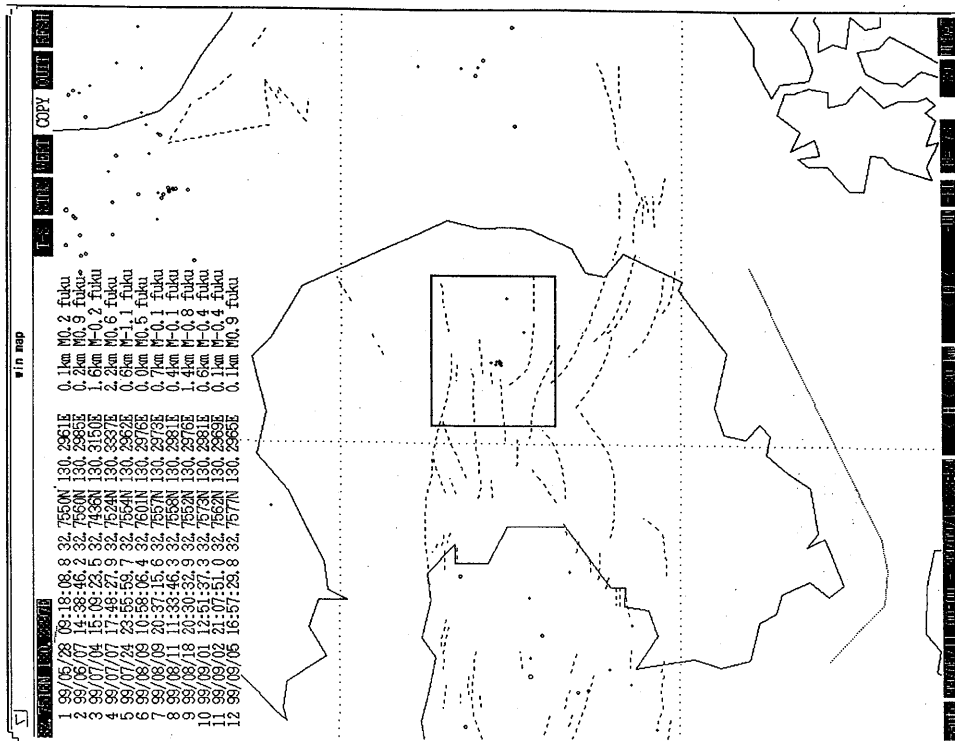 win map
T-S COPY QUIT
1 99/05/28 09:18:08.8 32.7550N 130.2961E 0.1km M0.2 fuku
2 99/06/07 14:38:46.2 32.7560N 130.2985E 0.2km M0.9 fuku
3 99/07/04 15:09:23.5 32.7436N 130.3150E 1.6km M-0.2 fuku
4 99/07/07 17:48:27.9 32.7524N 130.3337E 2.2km M0.6 fuku
5 99/07/24 23:55:59.7 32.7554N 130.2962E 0.6km M-1.1 fuku
6 99/08/09 10:58:06.4 32.7601N 130.2976E 0.0km M0.5 fuku
7 99/08/09 20:37:15.6 32.7557N 130.2973E 0.7km M-0.1 fuku
8 99/08/11 11:33:46.3 32.7558N 130.2981E 0.4km M-0.1 fuku
9 99/08/18 20:30:32.9 32.7552N 130.2976E 1.4km M-0.8 fuku
10 99/09/01 12:51:37.3 32.7573N 130.2981E 0.6km M-0.4 fuku
11 99/09/02 21:07:51.0 32.7562N 130.2969E 0.1km M-0.4 fuku
12 99/09/05 16:57:29.8 32.7577N 130.2965E 0.1km M0.9 fuku